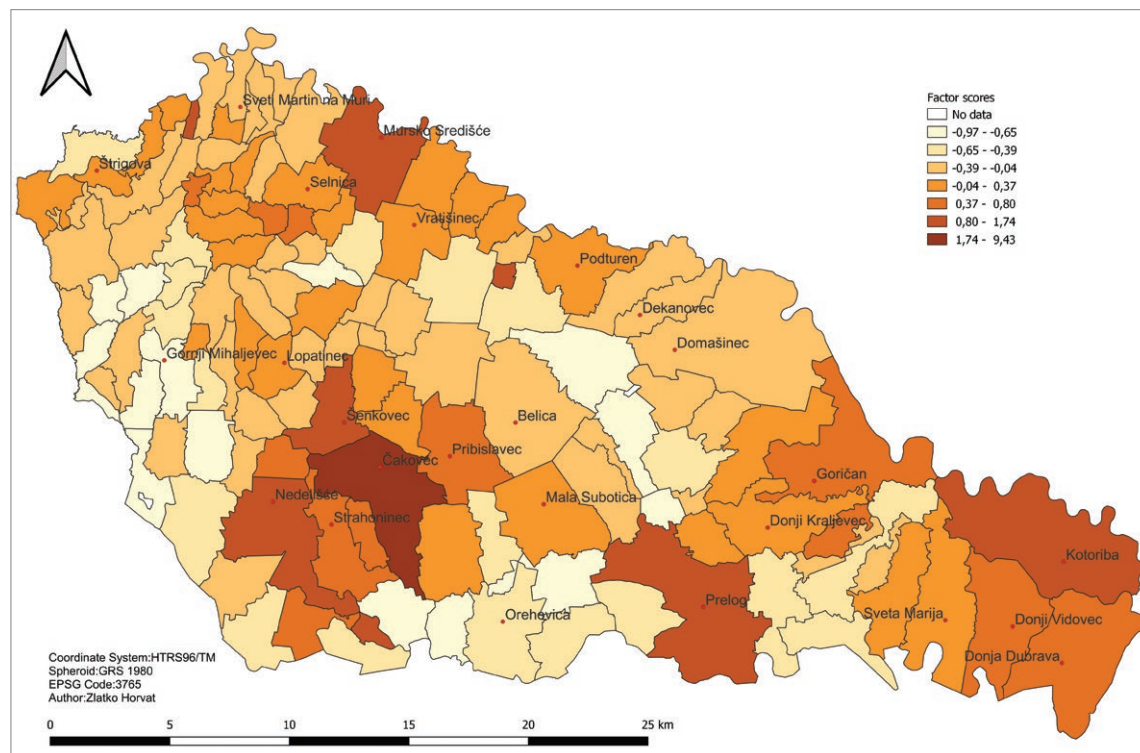 Sveti Martin na Muri
Mursko Središće
Štrigova
Selnica
Vratišinec
Podturen
Dekanovec
Domašinec
Gornji Mihaljevec
Lopatinec
Šenkovec
Belica
Pribislavec
Čakovec
Goričan
Nedelišće
Mala Subotica
Strahoninec
Donji Kraljevec
Kotoriba
Prelog
Orehovica
Sveta Marija
Donji Vidovec
Donja Dubrava
Factor scores
No data
-0,97 - -0,65
-0,65 - -0,39
-0,39 - -0,04
-0,04 - 0,37
0,37 - 0,80
0,80 - 1,74
1,74 - 9,43
Coordinate System:HTRS96/TM
Spheroid:GRS 1980
EPSG Code:3765
Author:Zlatko Horvat
0 5 10 15 20 25 km